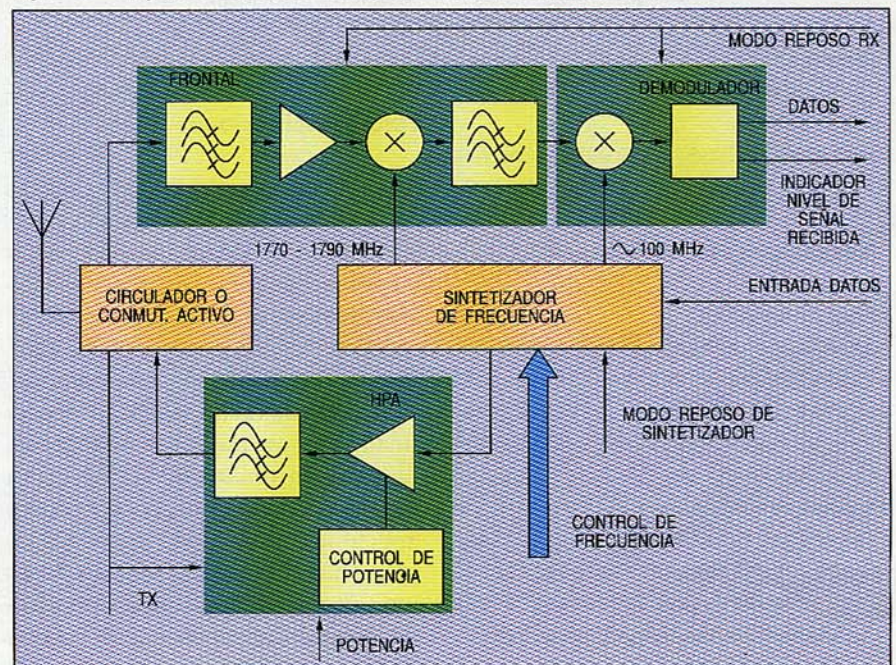 MODO REPOSO RX
FRONTAL
DEMODULADOR
DATOS
INDICADOR
NIVEL DE
SEÑAL
RECIBIDA
1770 - 1790 MHz
100 MHz
ENTRADA DATOS
CIRCULADOR O
CONMUT. ACTIVO
SINTETIZADOR
DE FRECUENCIA
HPA
MODO REPOSO DE
SINTETIZADOR
CONTROL DE
FRECUENCIA
CONTROL DE
POTENCIA
TX
POTENCIA